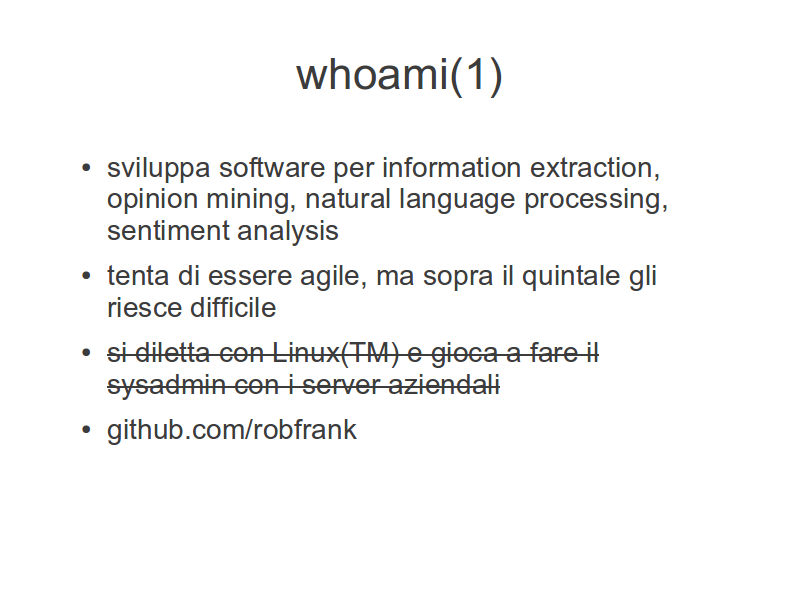 whoami(1)
• sviluppa software per information extraction,
opinion mining, natural language processing,
sentiment analysis
• tenta di essere agile, ma sopra il quintale gli
riesce difficile
• si diletta con Linux(TM) e gioca a fare il
sysadmin con i server aziendali
• github.com/robfrank